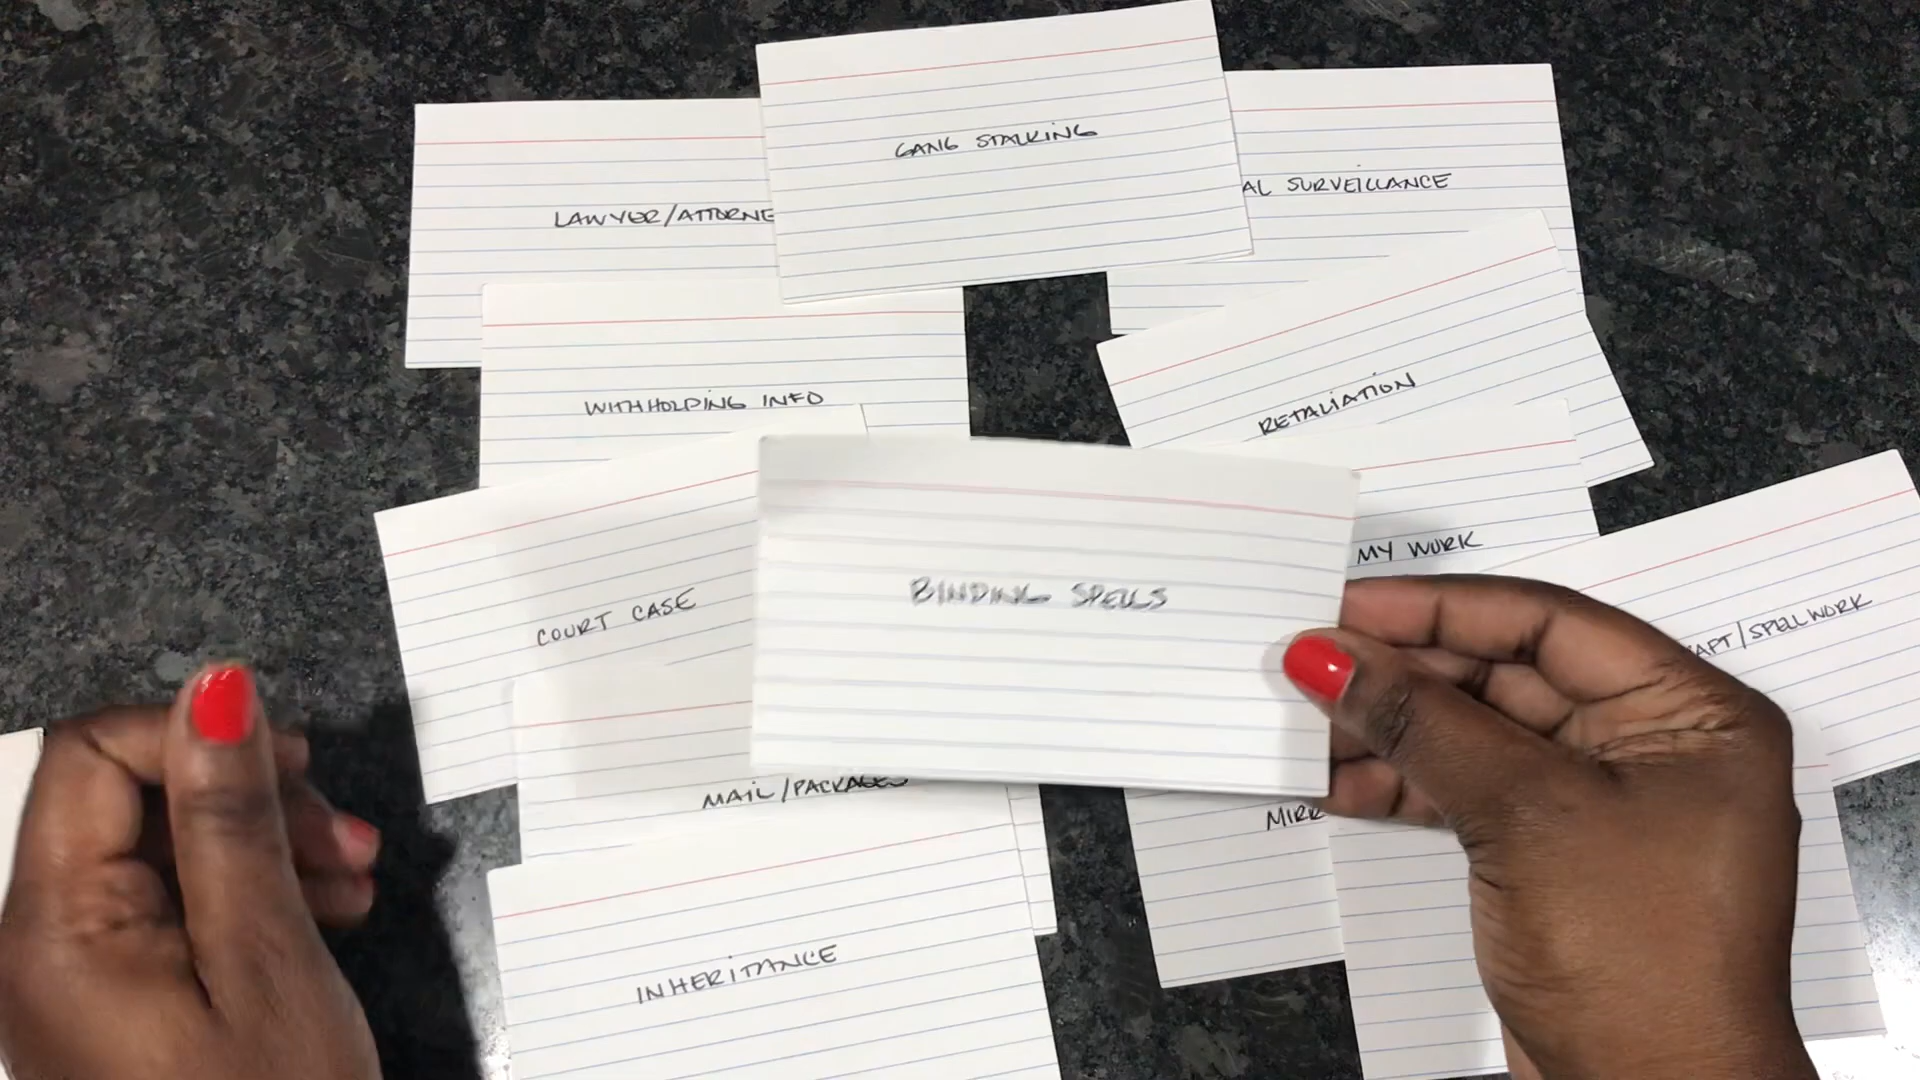 GANG STALKING
AL SURVEILLANCE
LAWYER/ATTORNE
RETALIATION
WITHHOLDING INFO
MY WORK
BINDING SPELLS
COURT CASE
APT/SPELLWORK
MAIL/PACKAGES
MIRR
INHERITANCE